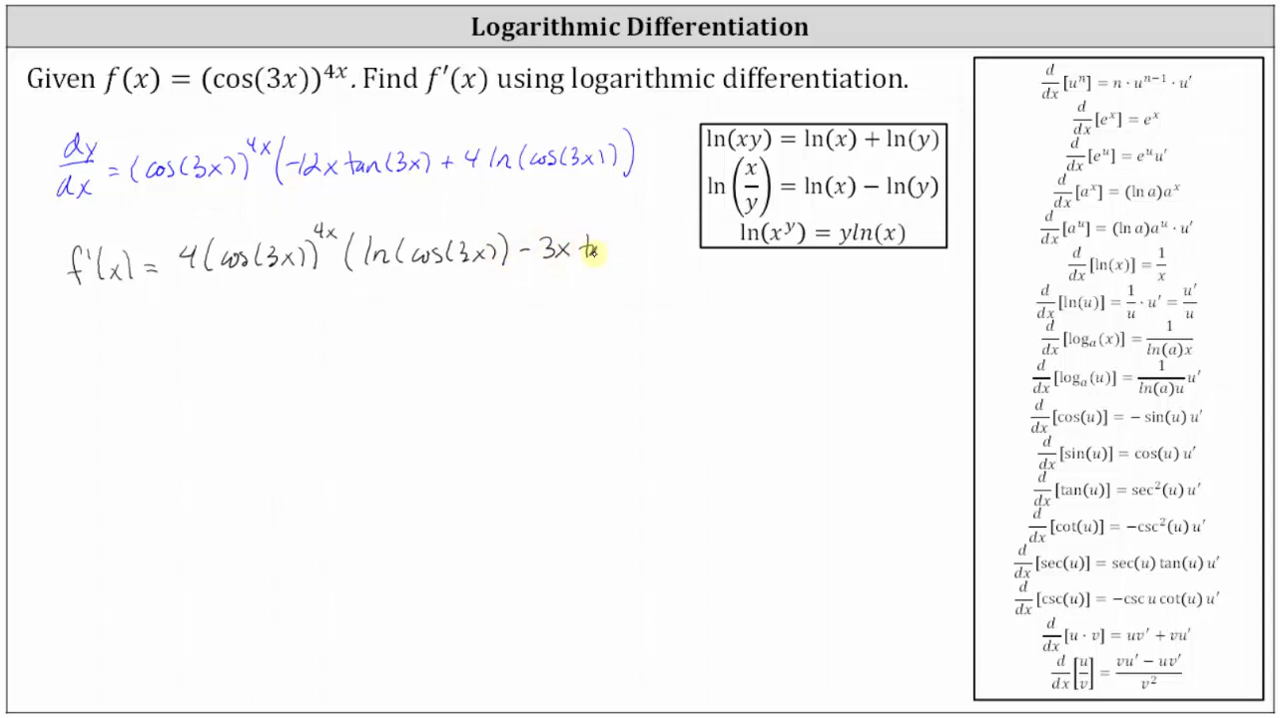 Logarithmic Differentiation
Given f(x) = (cos(3x))^{4x}. Find f′(x) using logarithmic differentiation.
dy/dx = (cos(3x))^{4x} (-12x tan(3x) + 4 ln(cos(3x)))
f'(x) = 4(cos(3x))^{4x} (ln(cos(3x)) - 3x
ln(xy) = ln(x) + ln(y)
ln(x/y) = ln(x) − ln(y)
ln(x^y) = yln(x)
d/dx [u^n] = n · u^{n−1} · u′
d/dx [e^x] = e^x
d/dx [e^u] = e^u u′
d/dx [a^x] = (ln a)a^x
d/dx [a^u] = (ln a)a^u · u′
d/dx [ln(x)] = 1/x
d/dx [ln(u)] = 1/u · u′ = u′/u
d/dx [log_a(x)] = 1/ln(a)x
d/dx [log_a(u)] = 1/ln(a)u u′
d/dx [cos(u)] = − sin(u) u′
d/dx [sin(u)] = cos(u) u′
d/dx [tan(u)] = sec²(u) u′
d/dx [cot(u)] = −csc²(u) u′
d/dx [sec(u)] = sec(u) tan(u) u′
d/dx [csc(u)] = −csc u cot(u) u′
d/dx [u · v] = uv′ + vu′
d/dx [u/v] = vu′ − uv′/v²